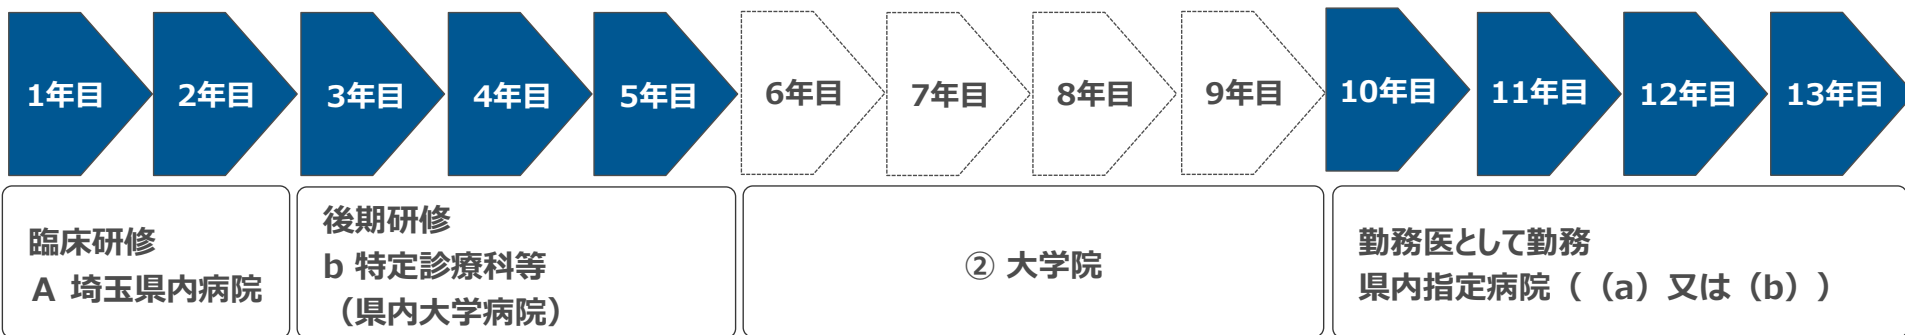 1年目 2年目 3年目 4年目 5年目 6年目 7年目 8年目 9年目 10年目 11年目 12年目 13年目
臨床研修
A 埼玉県内病院
後期研修
b 特定診療科等
（県内大学病院）
② 大学院
勤務医として勤務
県内指定病院（（a）又は（b））